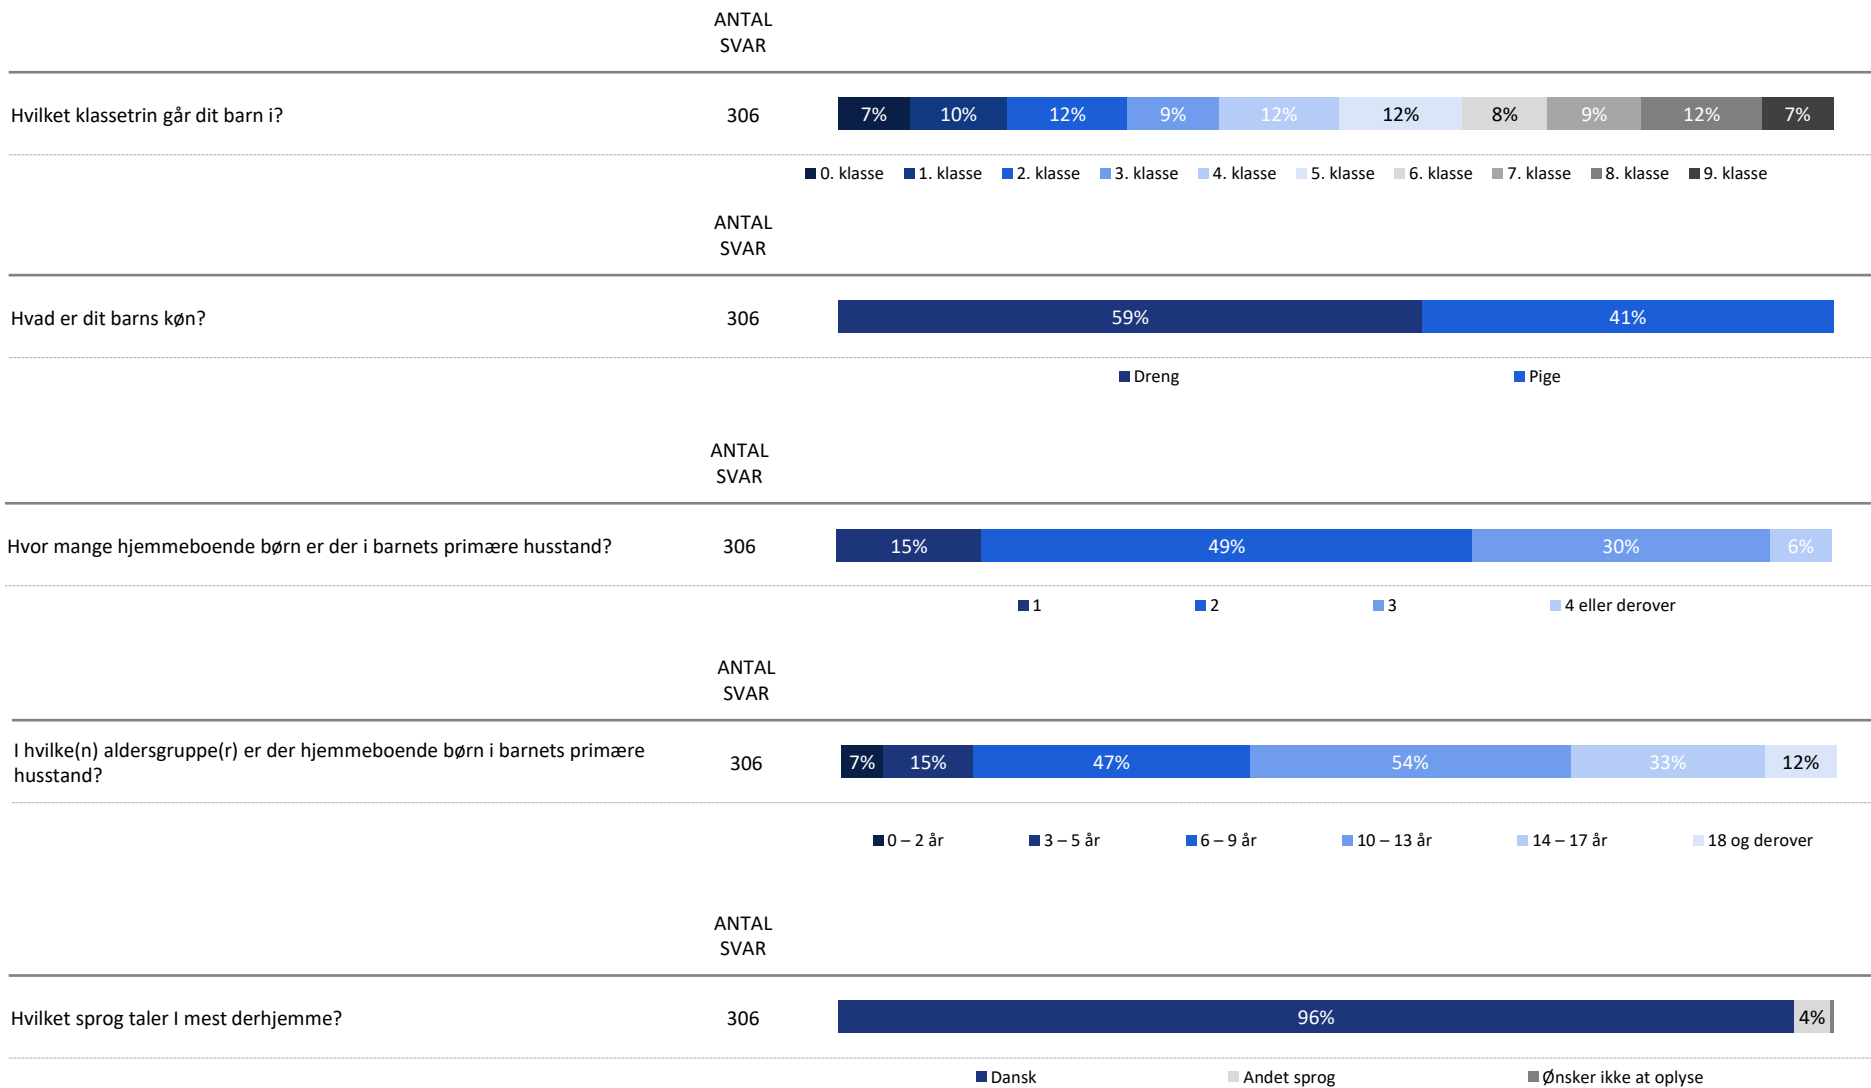 ANTAL
SVAR
Hvilket klassetrin går dit barn i? 306 7% 10% 12% 9% 12% 12% 8% 9% 12% 7%
0. klasse 1. klasse 2. klasse 3. klasse 4. klasse 5. klasse 6. klasse 7. klasse 8. klasse 9. klasse
ANTAL
SVAR
Hvad er dit barns køn? 306 59% 41%
Dreng Pige
ANTAL
SVAR
Hvor mange hjemmeboende børn er der i barnets primære husstand? 306 15% 49% 30% 6%
1 2 3 4 eller derover
ANTAL
SVAR
I hvilke(n) aldersgruppe(r) er der hjemmeboende børn i barnets primære
husstand? 306 7% 15% 47% 54% 33% 12%
0 – 2 år 3 – 5 år 6 – 9 år 10 – 13 år 14 – 17 år 18 og derover
ANTAL
SVAR
Hvilket sprog taler I mest derhjemme? 306 96% 4%
Dansk Andet sprog Ønsker ikke at oplyse